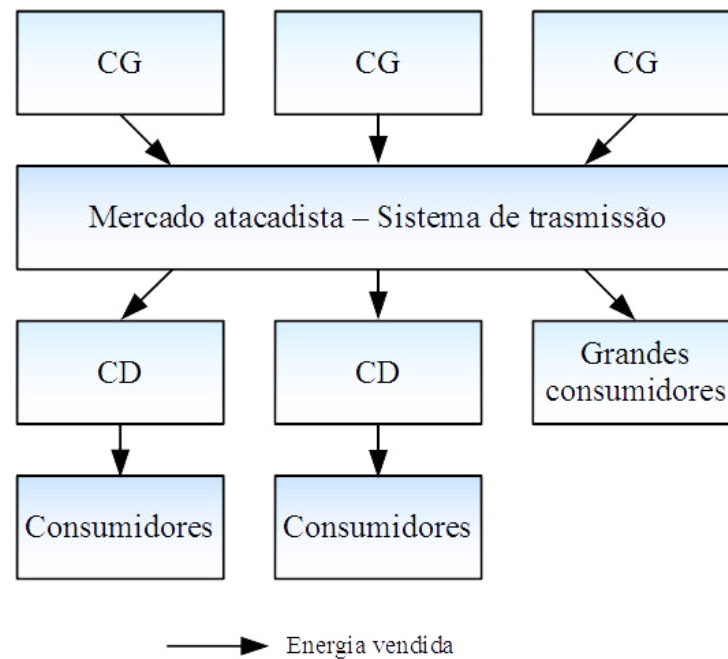 CG
CG
CG
Mercado atacadista – Sistema de trasmissão
CD
CD
Grandes
consumidores
Consumidores
Consumidores
Energia vendida